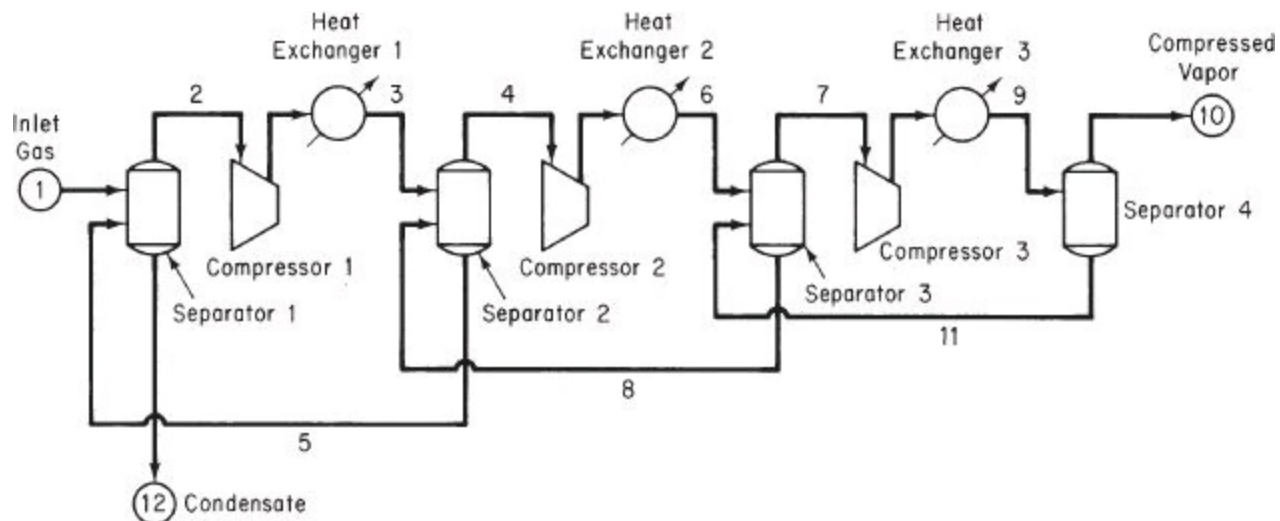 Heat
Exchanger 1
Heat
Exchanger 2
Heat
Exchanger 3
Compressed
Vapor
2
3
4
6
7
9
10
Inlet
Gas
1
Separator 4
Compressor 1
Compressor 2
Compressor 3
Separator 1
Separator 2
Separator 3
11
8
5
12
Condensate